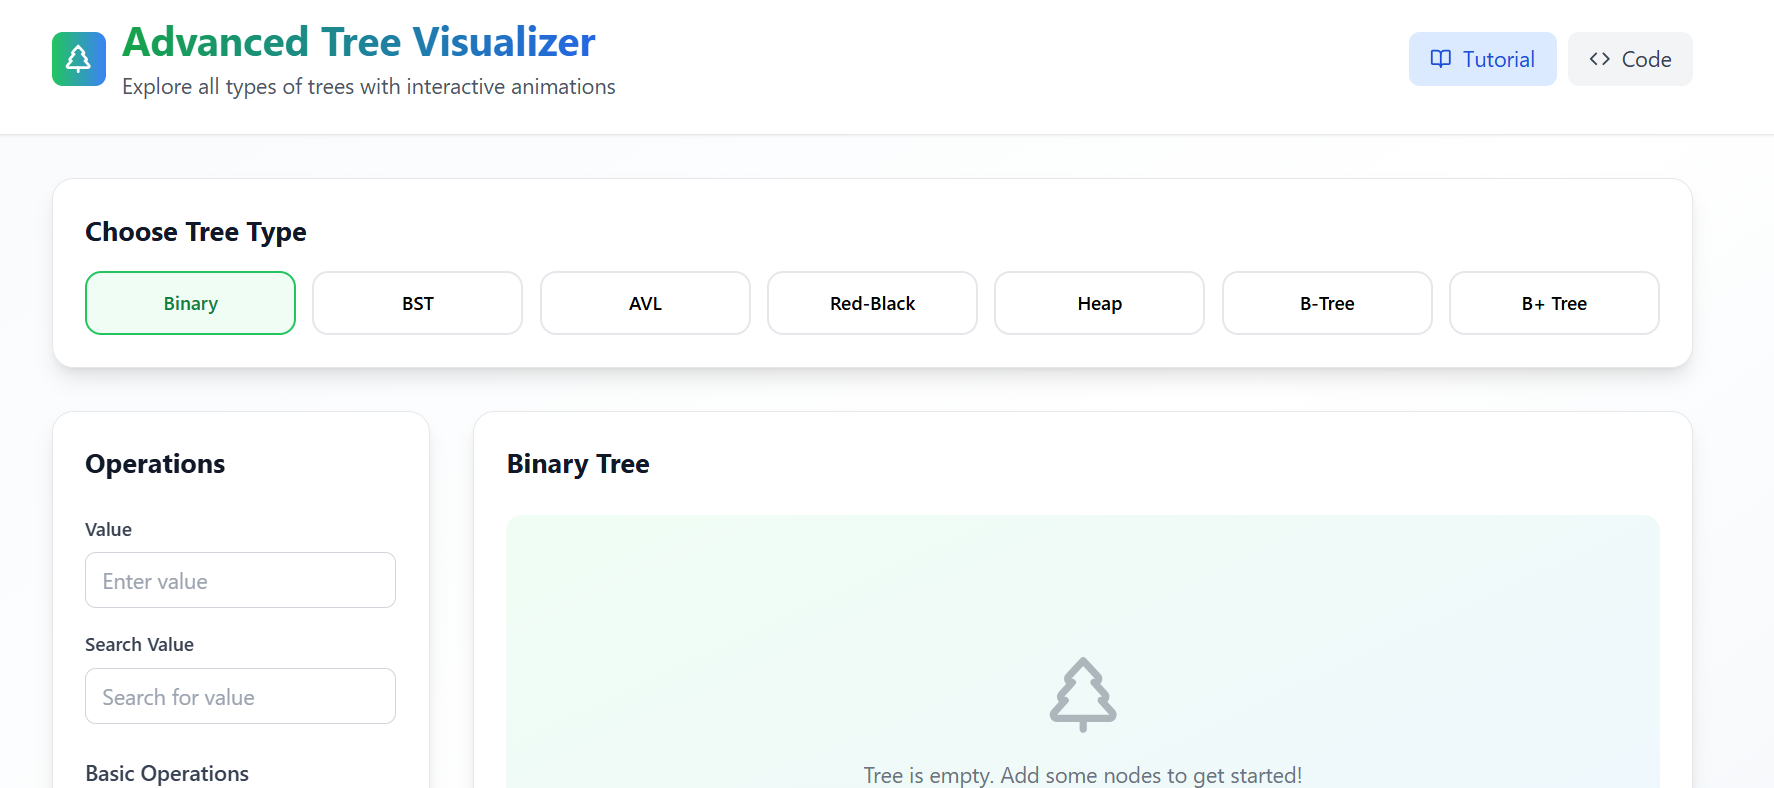 Advanced Tree Visualizer
Explore all types of trees with interactive animations
Tutorial
Code
Choose Tree Type
Binary
BST
AVL
Red-Black
Heap
B-Tree
B+ Tree
Operations
Value
Enter value
Search Value
Search for value
Basic Operations
Binary Tree
Tree is empty. Add some nodes to get started!